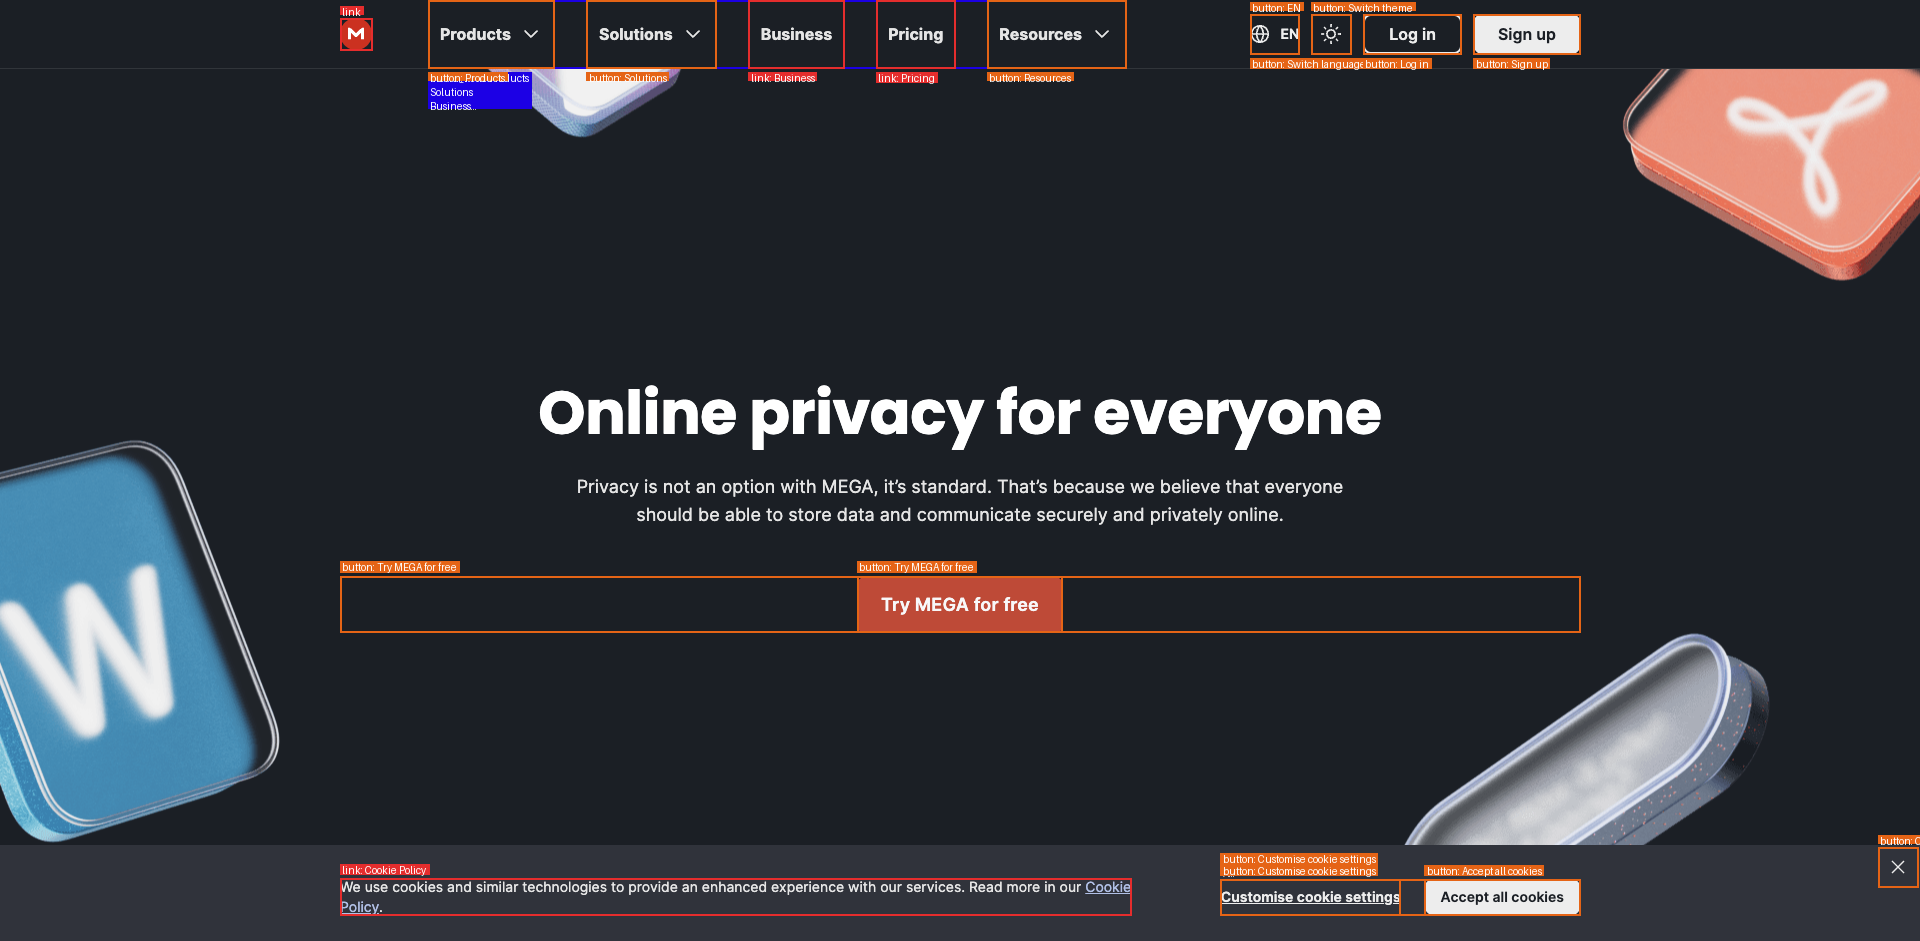 link
Products
Solutions
Business
Pricing
Resources
button: EN
button: Switch theme
EN
Log in
Sign up
button: Products
lucts
Solutions
Business...
button: Solutions
link: Business
link: Pricing
button: Resources
button: Switch language
button: Log in
button: Sign up
Online privacy for everyone
Privacy is not an option with MEGA, it’s standard. That’s because we believe that everyone
should be able to store data and communicate securely and privately online.
button: Try MEGA for free
button: Try MEGA for free
Try MEGA for free
W
button: C
link: Cookie Policy
We use cookies and similar technologies to provide an enhanced experience with our services. Read more in our Cookie
Policy.
button: Customise cookie settings
button: Customise cookie settings
button: Accept all cookies
Customise cookie settings
Accept all cookies